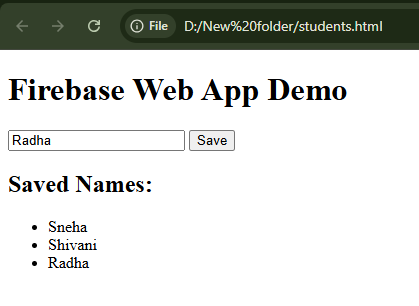 File D:/New%20folder/students.html
Firebase Web App Demo
Radha Save
Saved Names:
Sneha
Shivani
Radha